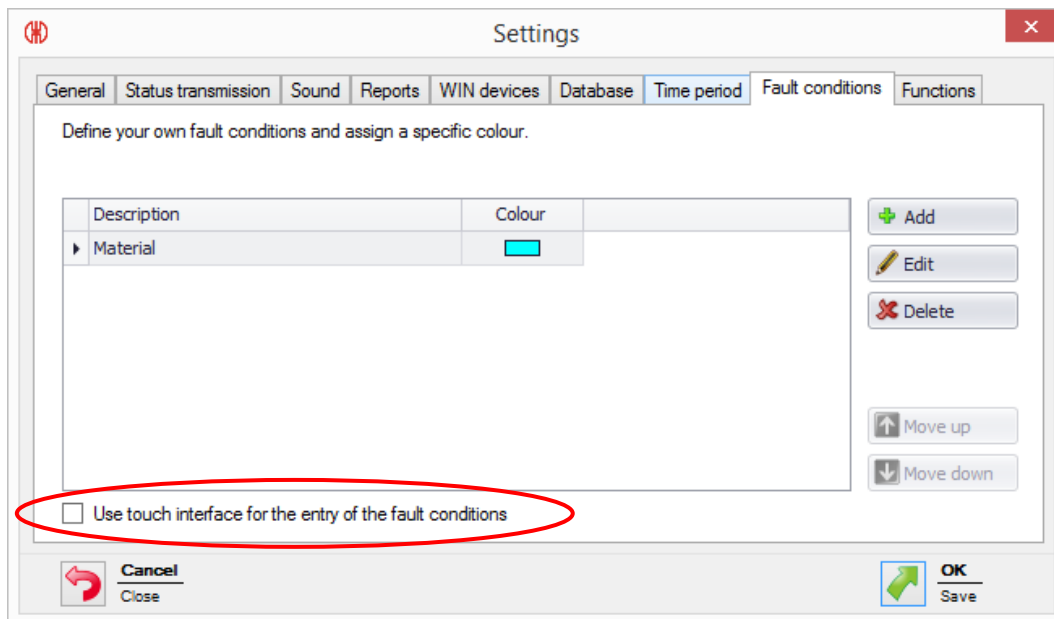 Settings
General Status transmission Sound Reports WIN devices Database Time period Fault conditions Functions
Define your own fault conditions and assign a specific colour.
Description Colour
Material
Add
Edit
Delete
Move up
Move down
Use touch interface for the entry of the fault conditions
Cancel
Close
OK
Save